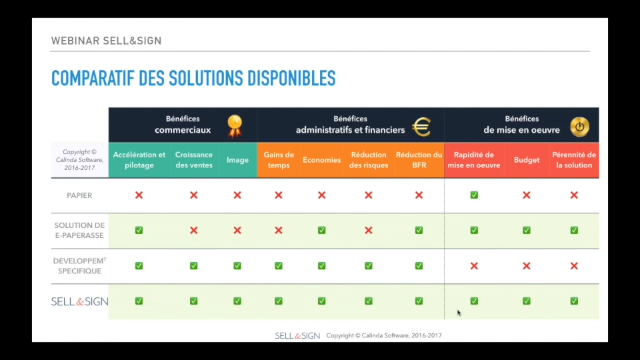 WEBINAR SELL&SIGN
COMPARATIF DES SOLUTIONS DISPONIBLES
Bénéfices
commerciaux
Bénéfices
administratifs et financiers
Bénéfices
de mise en oeuvre
Copyright ©
Calinda Software,
2016-2017
Accélération et
pilotage
Croissance
des ventes
Image
Gains de
temps
Economies
Réduction
des risques
Réduction du
BFR
Rapidité de
mise en oeuvre
Budget
Pérennité de
la solution
PAPIER
SOLUTION DE
E-PAPERASSE
DEVELOPPEMT
SPECIFIQUE
SELL&SIGN
SELL&SIGN Copyright © Calinda Software, 2016-2017